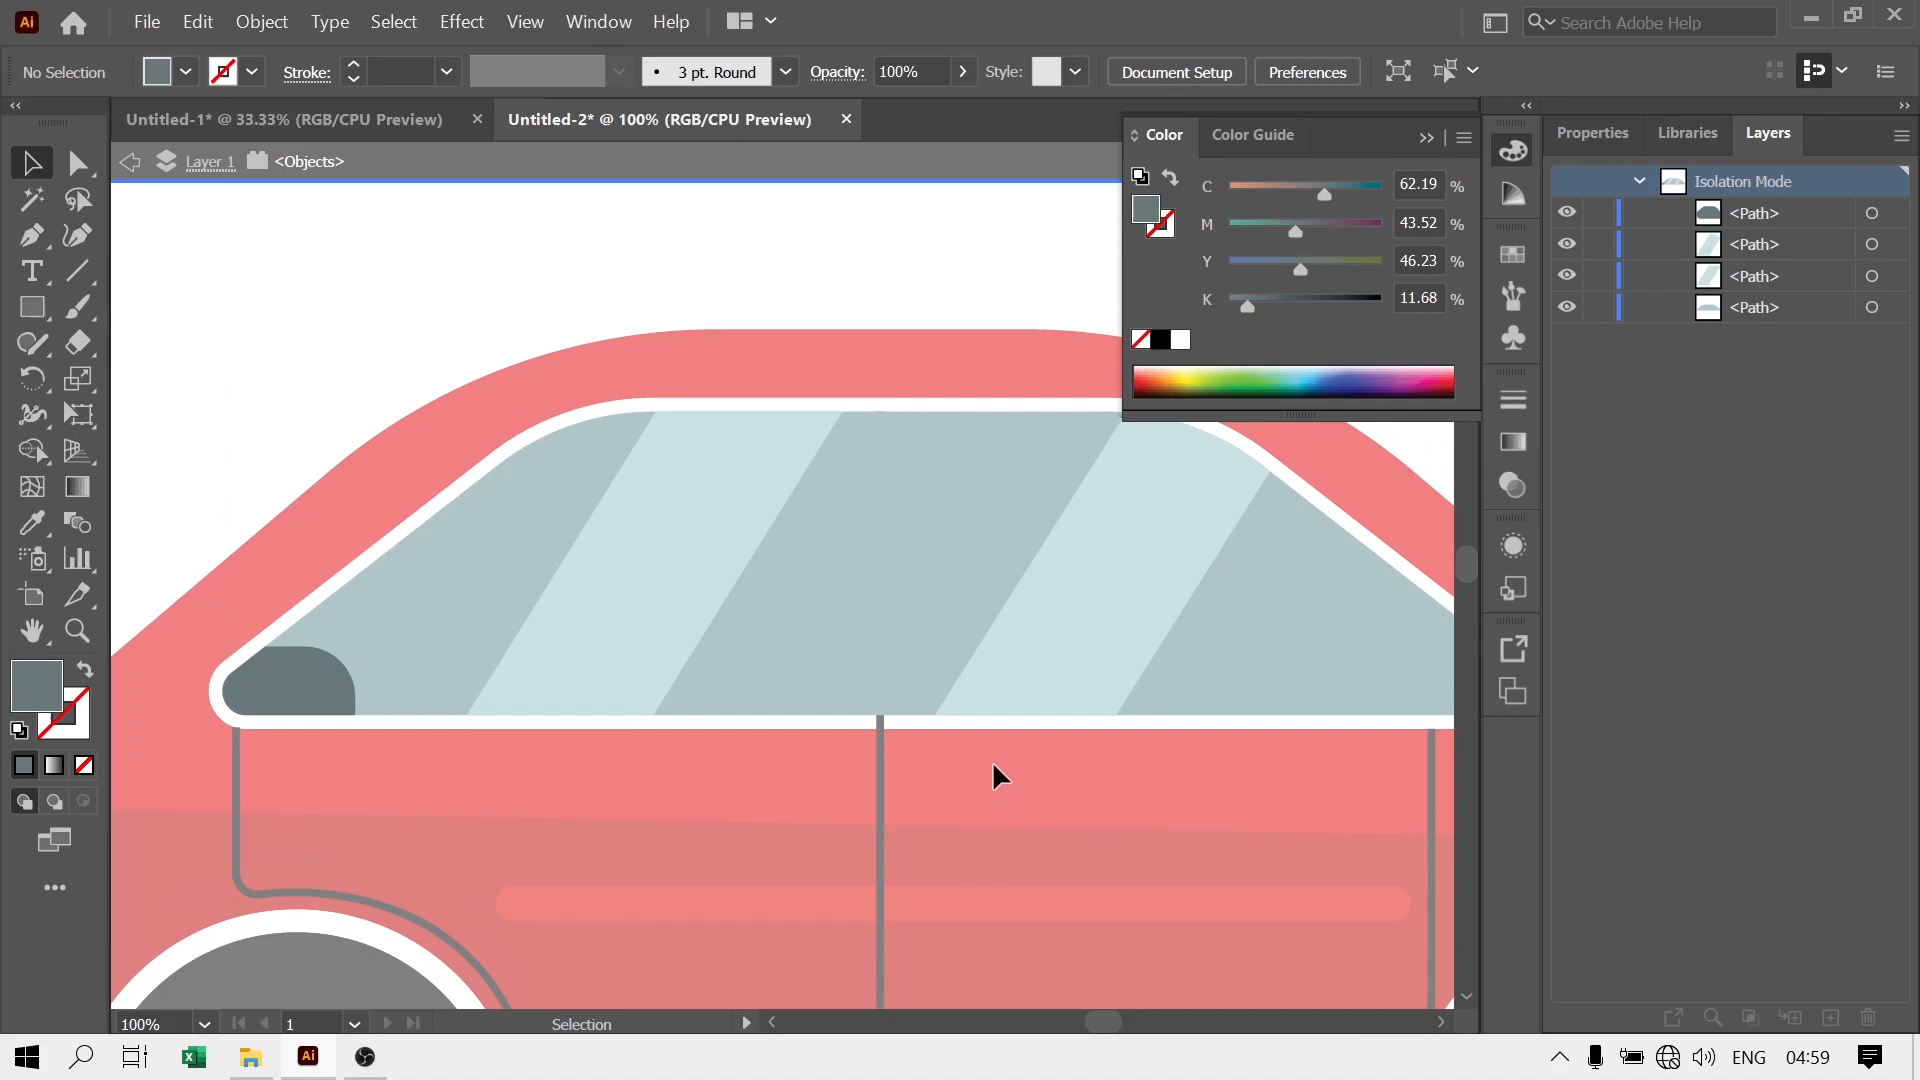 Ai File Edit Object Type Select Effect View Window Help Search Adobe Help
No Selection Stroke: 3 pt. Round Opacity: 100% Style: Document Setup Preferences
Untitled-1* @ 33.33% (RGB/CPU Preview) Untitled-2* @ 100% (RGB/CPU Preview)
Layer 1 <Objects>
Color Color Guide
C 62.19 %
M 43.52 %
Y 46.23 %
K 11.68 %
Properties Libraries Layers
Isolation Mode
<Path>
<Path>
<Path>
<Path>
100% 1 Selection
Ai ENG 04:59